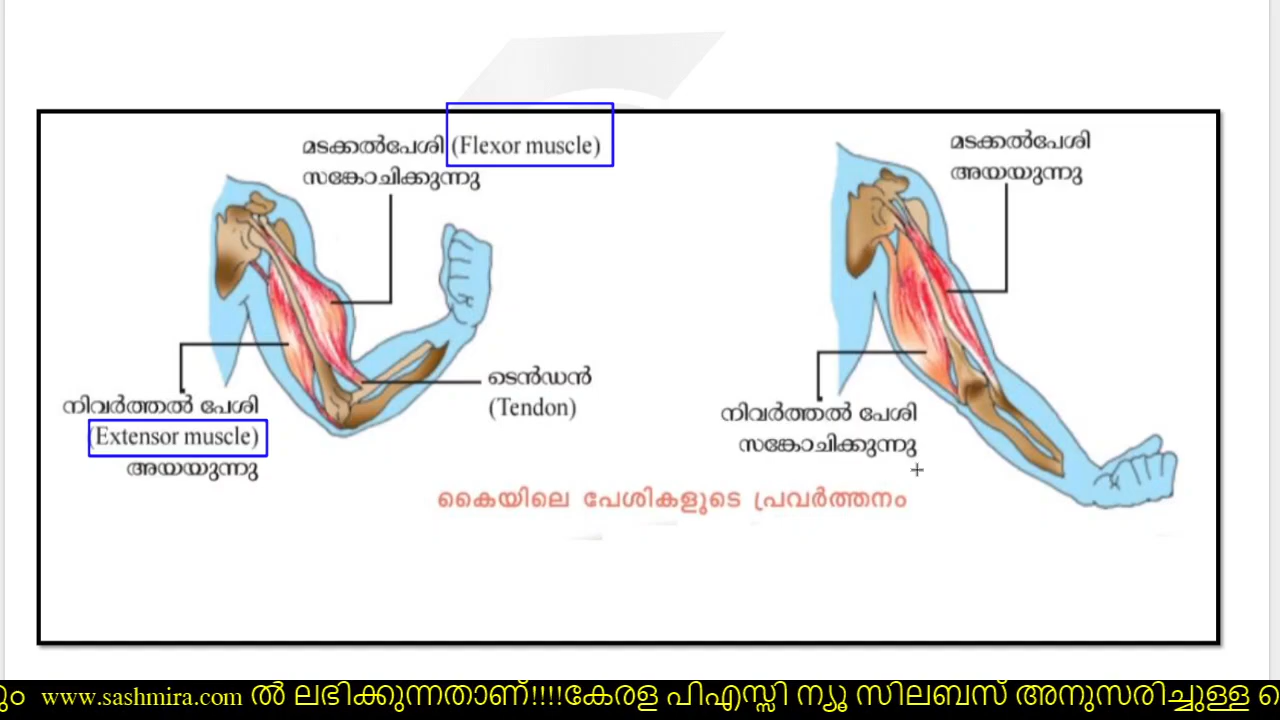 മടക്കൽപേശി (Flexor muscle)
സങ്കോചിക്കുന്നു
നിവർത്തൽ പേശി
(Extensor muscle)
അയയുന്നു
ടെൻഡൻ
(Tendon)
മടക്കൽപേശി
അയയുന്നു
നിവർത്തൽ പേശി
സങ്കോചിക്കുന്നു
കൈയിലെ പേശികളുടെ പ്രവർത്തനം
www.sashmira.com ൽ ലഭിക്കുന്നതാണ്!!!!കേരള പിഎസ്സി ന്യൂ സിലബസ് അനുസരിച്ചുള്ള